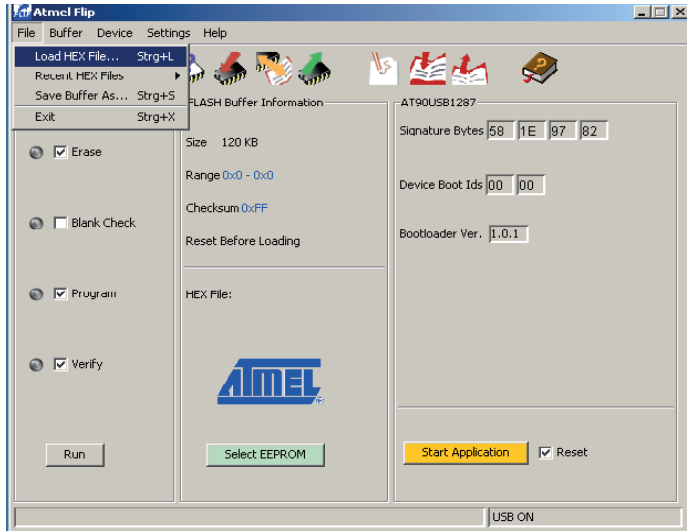 Atmel Flip
File Buffer Device Settings Help
Load HEX File... Strg+L
Recent HEX Files
Save Buffer As... Strg+S
Exit Strg+X
FLASH Buffer Information
AT90USB1287
Size 120 KB
Signature Bytes 58 1E 97 82
Erase
Range 0x0 - 0x0
Device Boot Ids 00 00
Checksum 0xFF
Blank Check
Reset Before Loading
Bootloader Ver. 1.0.1
Program
HEX File:
Verify
ATMEL
Run
Select EEPROM
Start Application
Reset
USB ON